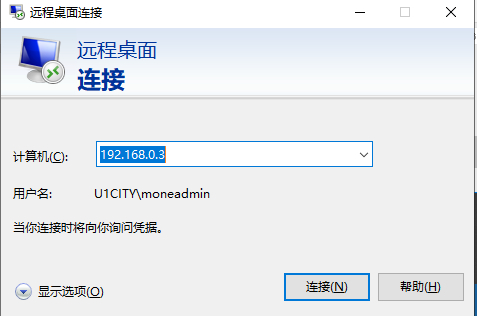 远程桌面连接
远程桌面
连接
计算机(C): 192.168.0.3
用户名: U1CITY\moneadmin
当你连接时将向你询问凭据。
显示选项(O) 连接(N) 帮助(H)